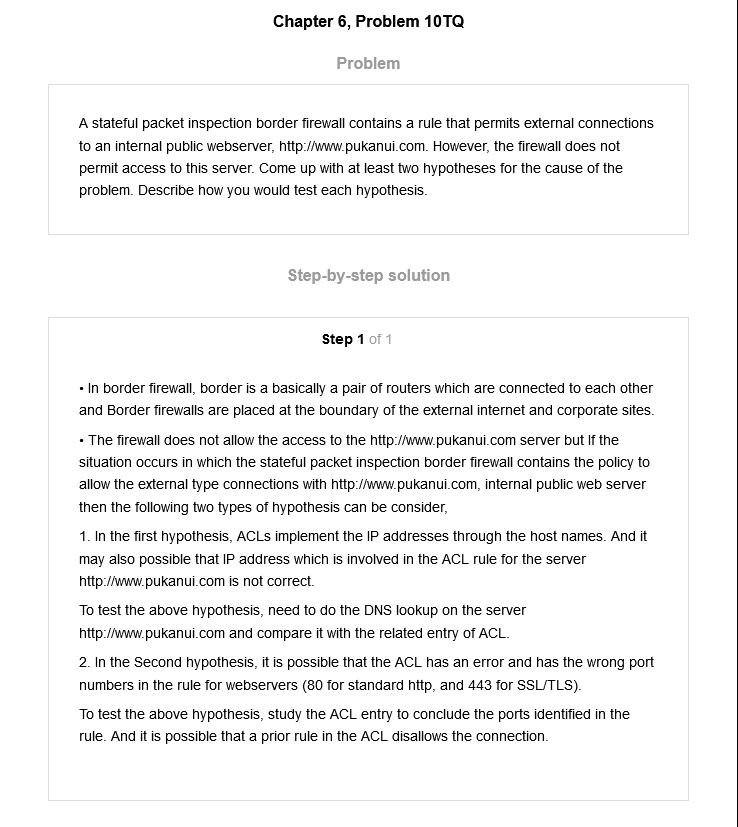 Chapter 6, Problem 10TQ
Problem
A stateful packet inspection border firewall contains a rule that permits external connections
to an internal public webserver, http://www.pukanui.com. However, the firewall does not
permit access to this server. Come up with at least two hypotheses for the cause of the
problem. Describe how you would test each hypothesis.
Step-by-step solution
Step 1 of 1
• In border firewall, border is a basically a pair of routers which are connected to each other
and Border firewalls are placed at the boundary of the external internet and corporate sites.
• The firewall does not allow the access to the http://www.pukanui.com server but If the
situation occurs in which the stateful packet inspection border firewall contains the policy to
allow the external type connections with http://www.pukanui.com, internal public web server
then the following two types of hypothesis can be consider,
1. In the first hypothesis, ACLs implement the IP addresses through the host names. And it
may also possible that IP address which is involved in the ACL rule for the server
http://www.pukanui.com is not correct.
To test the above hypothesis, need to do the DNS lookup on the server
http://www.pukanui.com and compare it with the related entry of ACL.
2. In the Second hypothesis, it is possible that the ACL has an error and has the wrong port
numbers in the rule for webservers (80 for standard http, and 443 for SSL/TLS).
To test the above hypothesis, study the ACL entry to conclude the ports identified in the
rule. And it is possible that a prior rule in the ACL disallows the connection.